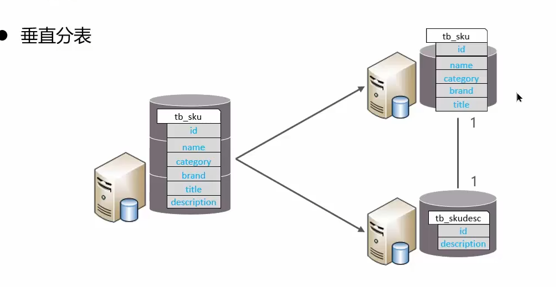 垂直分表
tb_sku
id
name
category
brand
title
description
tb_sku
id
name
category
brand
title
1
1
tb_skudesc
id
description